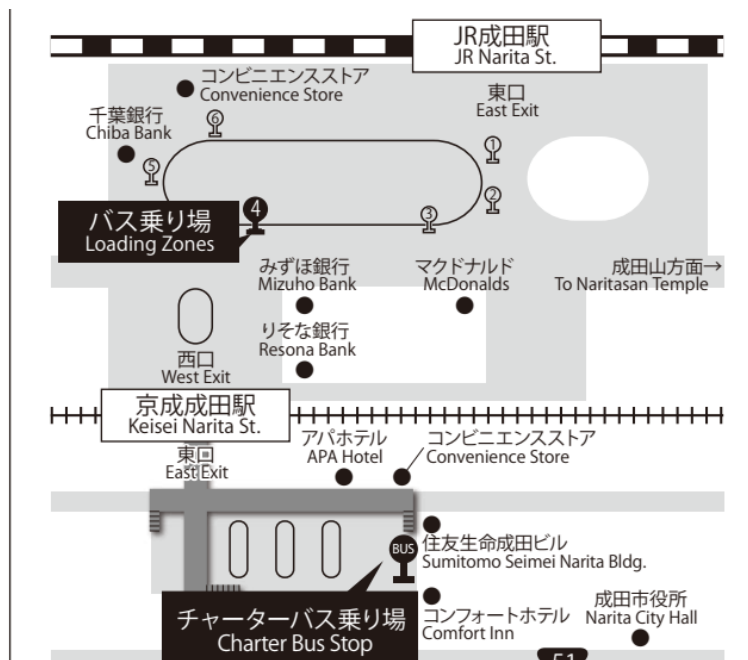 JR成田駅
JR Narita St.
コンビニエンスストア
Convenience Store
東口
East Exit
千葉銀行
Chiba Bank
6
1
5
2
4
3
バス乗り場
Loading Zones
みずほ銀行
Mizuho Bank
マクドナルド
McDonalds
成田山方面→
To Naritasan Temple
りそな銀行
Resona Bank
西口
West Exit
京成成田駅
Keisei Narita St.
東口
East Exit
アパホテル
APA Hotel
コンビニエンスストア
Convenience Store
BUS
住友生命成田ビル
Sumitomo Seimei Narita Bldg.
チャーターバス乗り場
Charter Bus Stop
コンフォートホテル
Comfort Inn
成田市役所
Narita City Hall
51